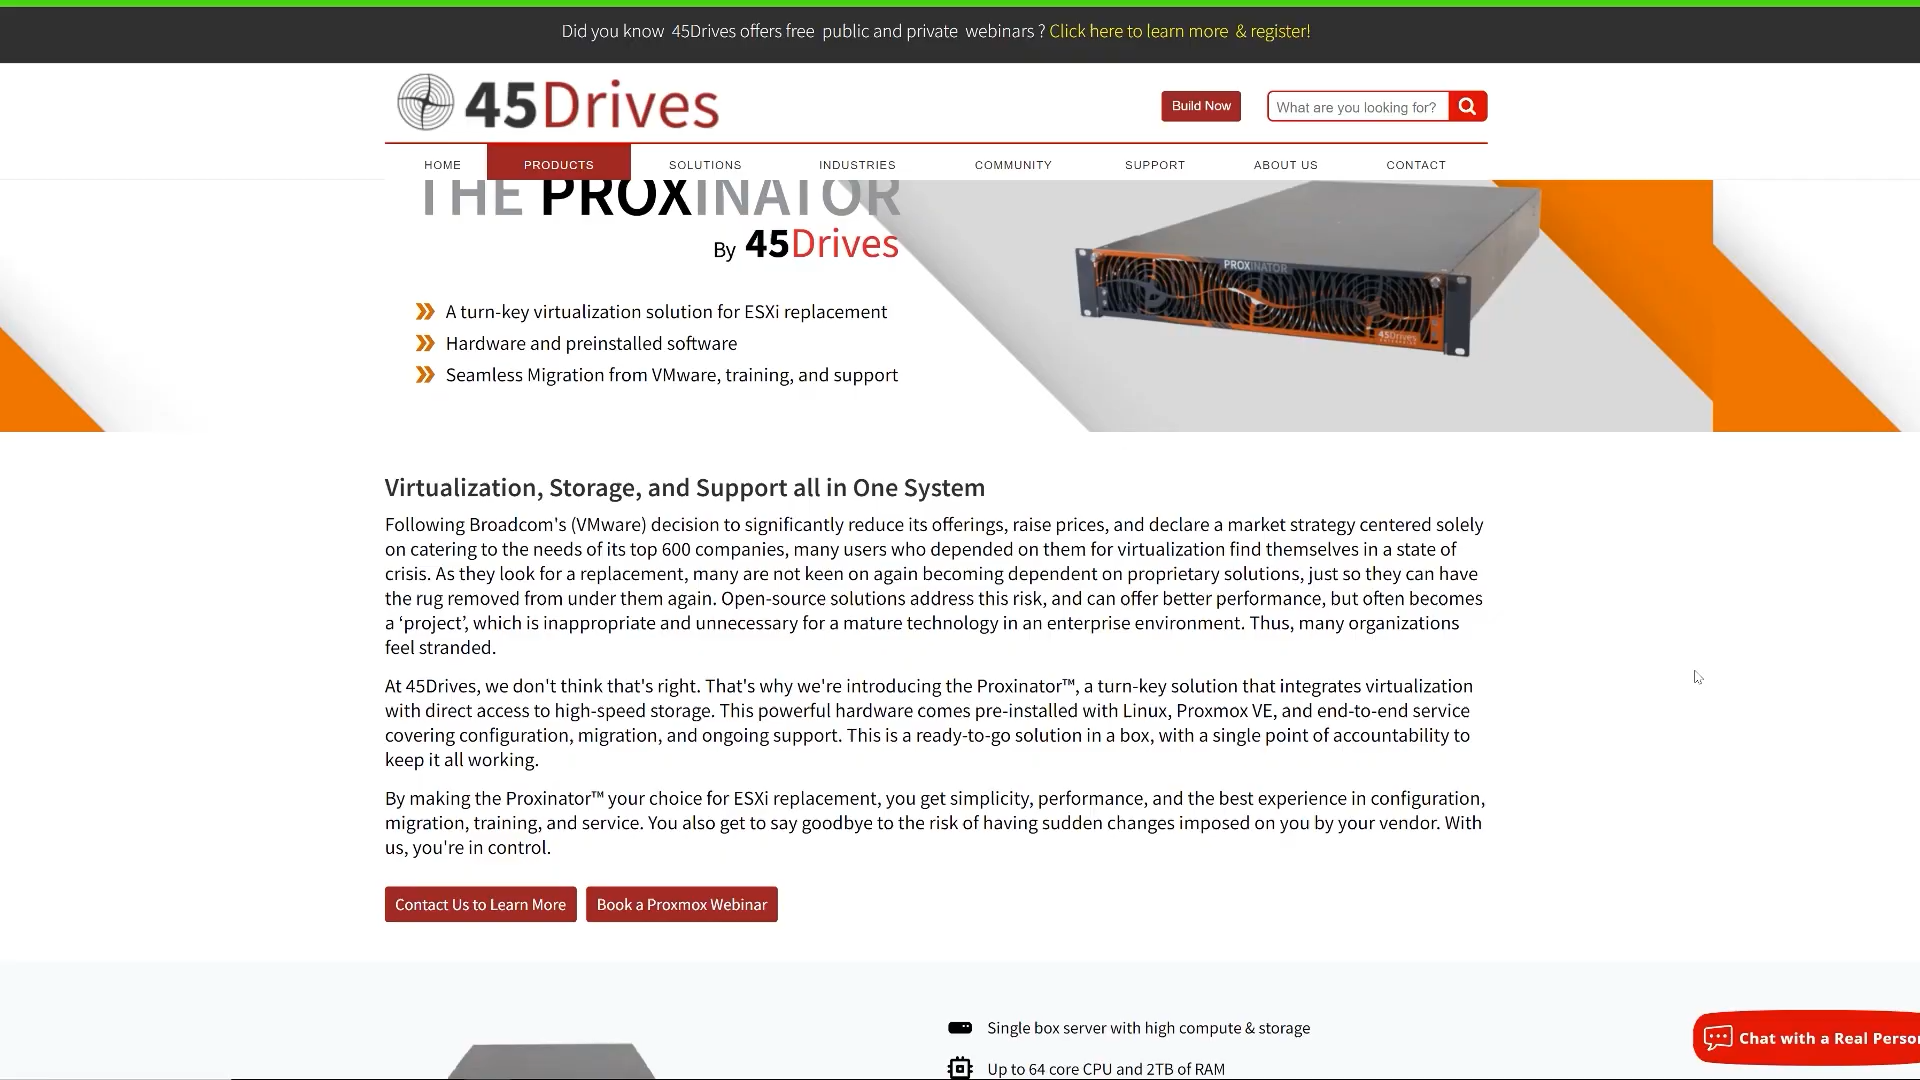 Did you know 45Drives offers free public and private webinars ? Click here to learn more & register!
45Drives
Build Now
What are you looking for?
HOME
PRODUCTS
SOLUTIONS
INDUSTRIES
COMMUNITY
SUPPORT
ABOUT US
CONTACT
THE PROXINATOR
By 45Drives
A turn-key virtualization solution for ESXi replacement
Hardware and preinstalled software
Seamless Migration from VMware, training, and support
PROXINATOR
45Drives
ENTERPRISE
Virtualization, Storage, and Support all in One System
Following Broadcom's (VMware) decision to significantly reduce its offerings, raise prices, and declare a market strategy centered solely
on catering to the needs of its top 600 companies, many users who depended on them for virtualization find themselves in a state of
crisis. As they look for a replacement, many are not keen on again becoming dependent on proprietary solutions, just so they can have
the rug removed from under them again. Open-source solutions address this risk, and can offer better performance, but often becomes
a ‘project’, which is inappropriate and unnecessary for a mature technology in an enterprise environment. Thus, many organizations
feel stranded.
At 45Drives, we don't think that's right. That's why we're introducing the Proxinator™, a turn-key solution that integrates virtualization
with direct access to high-speed storage. This powerful hardware comes pre-installed with Linux, Proxmox VE, and end-to-end service
covering configuration, migration, and ongoing support. This is a ready-to-go solution in a box, with a single point of accountability to
keep it all working.
By making the Proxinator™ your choice for ESXi replacement, you get simplicity, performance, and the best experience in configuration,
migration, training, and service. You also get to say goodbye to the risk of having sudden changes imposed on you by your vendor. With
us, you're in control.
Contact Us to Learn More
Book a Proxmox Webinar
Single box server with high compute & storage
Up to 64 core CPU and 2TB of RAM
Chat with a Real Perso